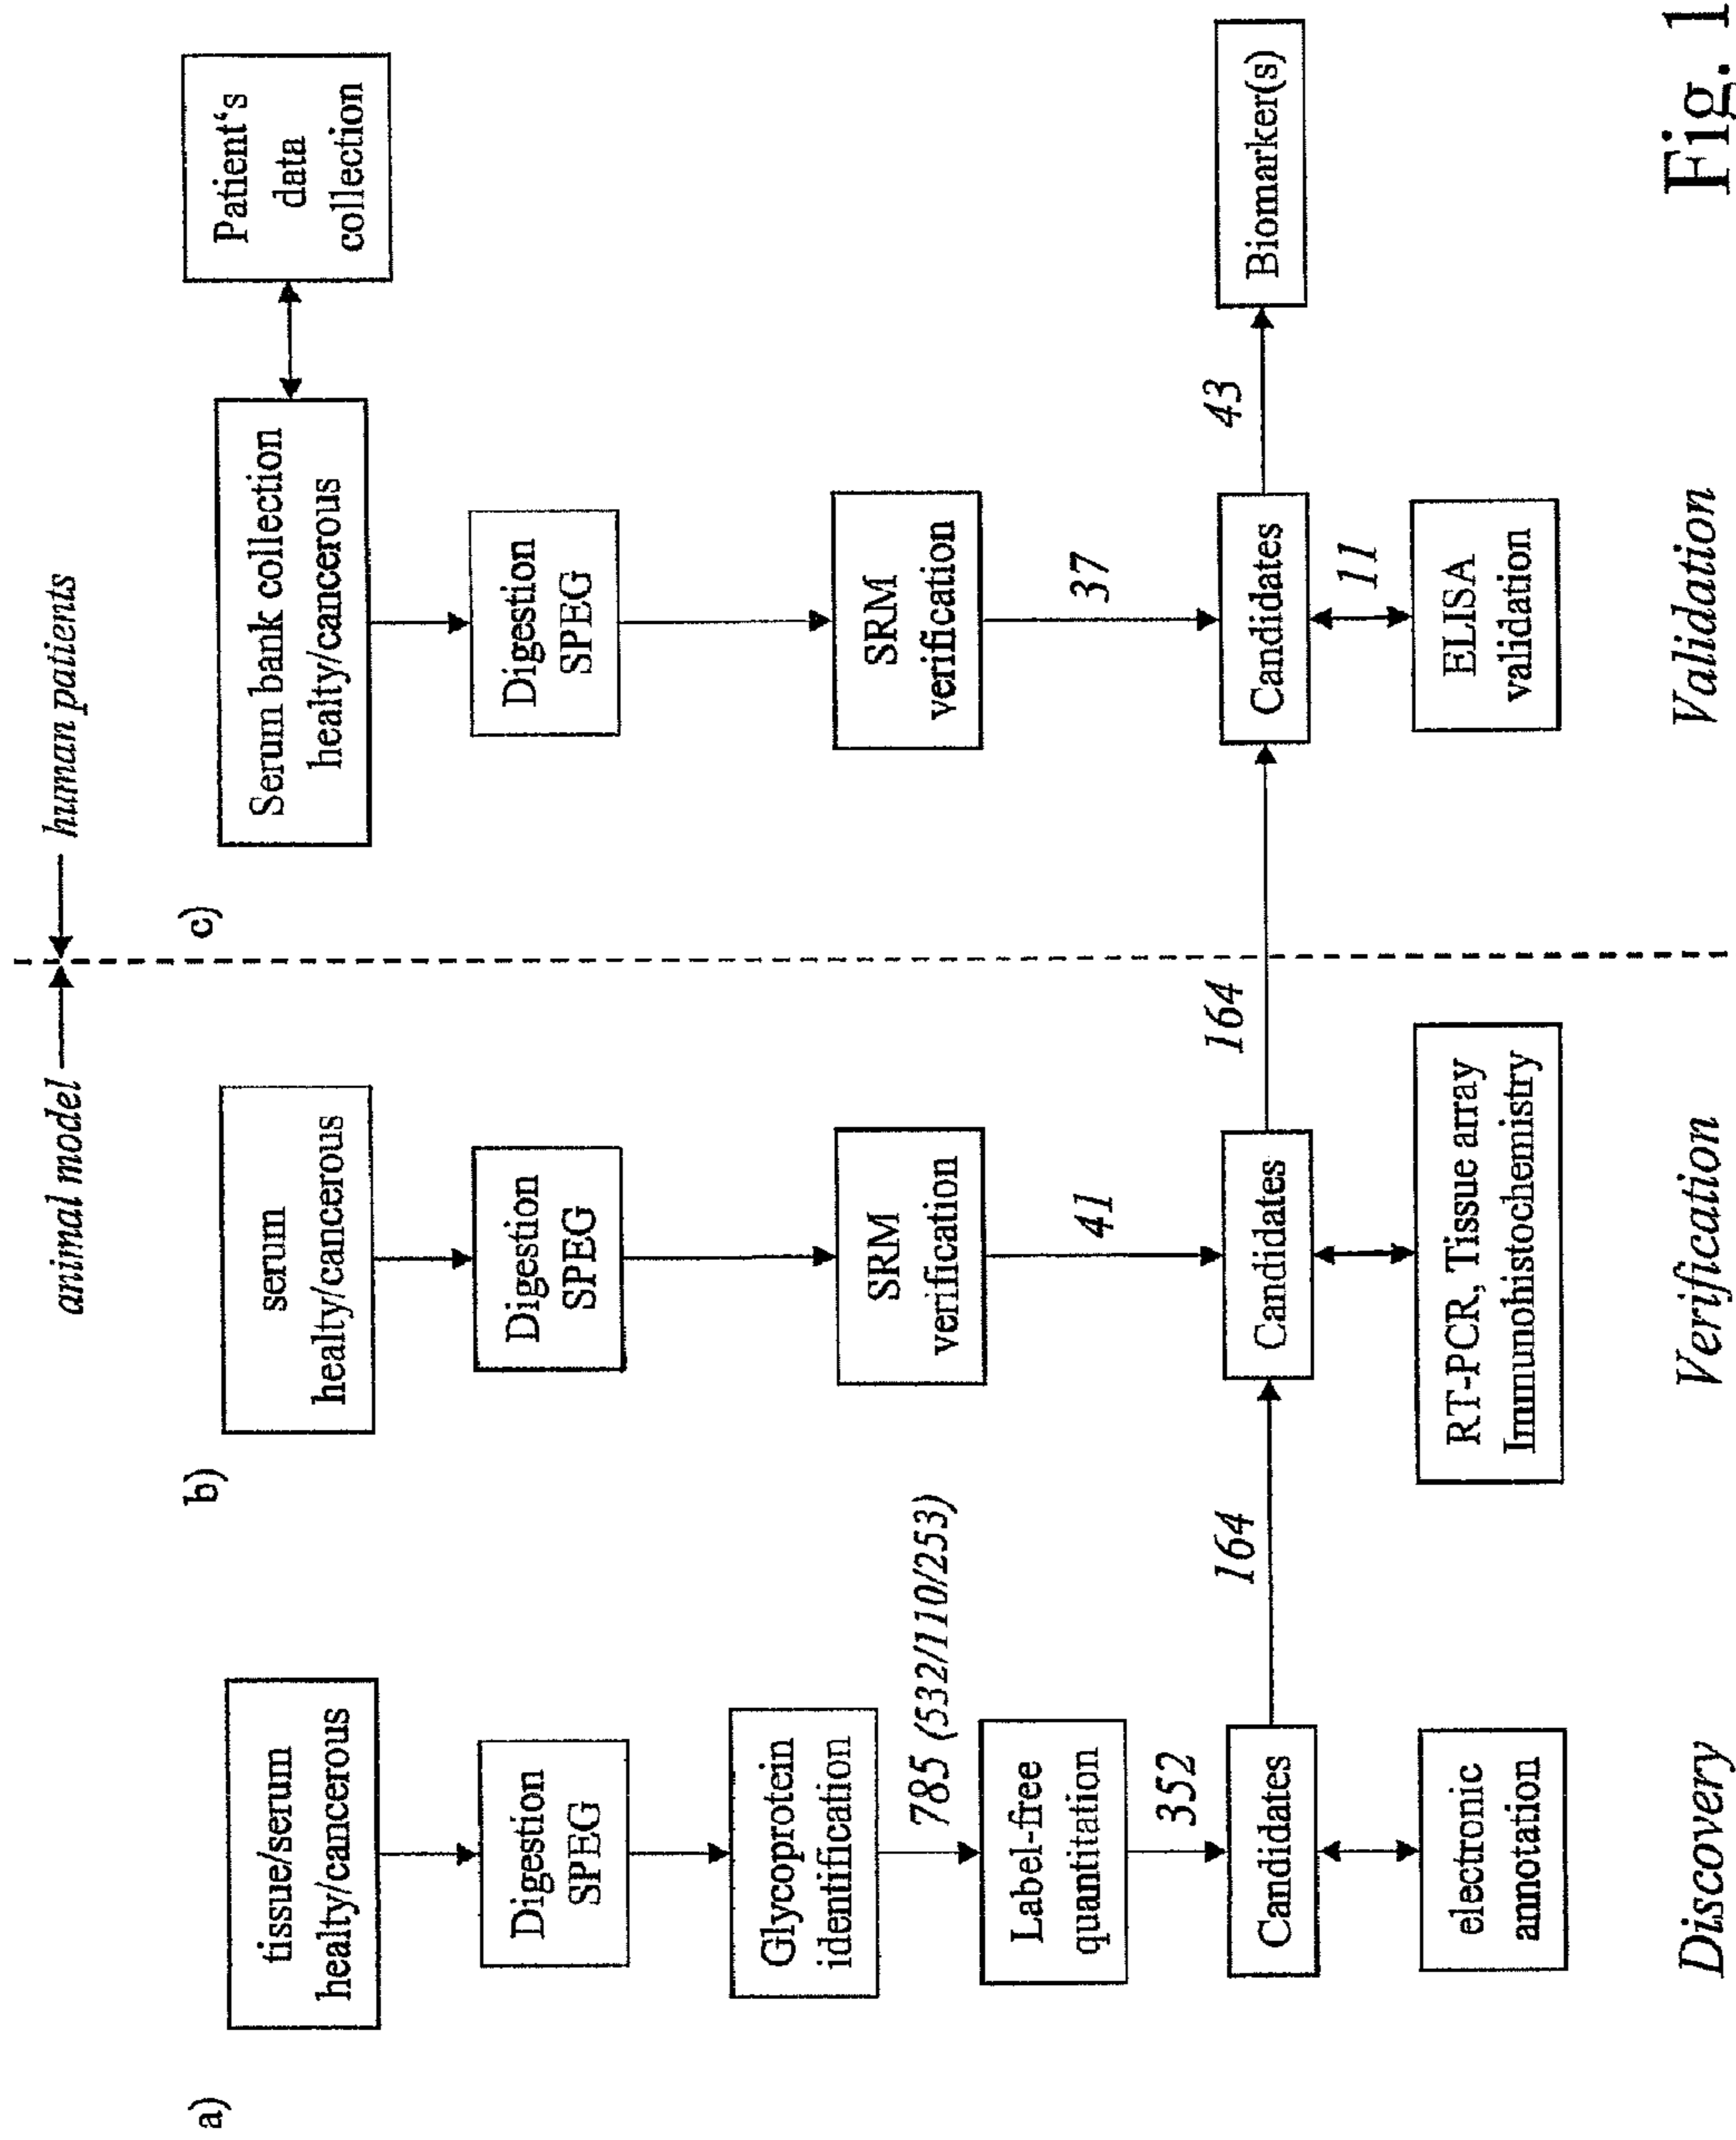 animal model
human patients
a)
tissue/serum
healty/cancerous
Digestion
SPEG
Glycoprotein
identification
785 (532/110/253)
Label-free
quantitation
352
Candidates
electronic
annotation
164
Discovery
b)
serum
healty/cancerous
Digestion
SPEG
SRM
verification
41
Candidates
RT-PCR, Tissue array
Immunohistochemistry
164
Verification
c)
Serum bank collection
healty/cancerous
Patient‘s
data
collection
Digestion
SPEG
SRM
verification
37
Candidates
43
Biomarker(s)
11
ELISA
validation
Validation
Fig. 1